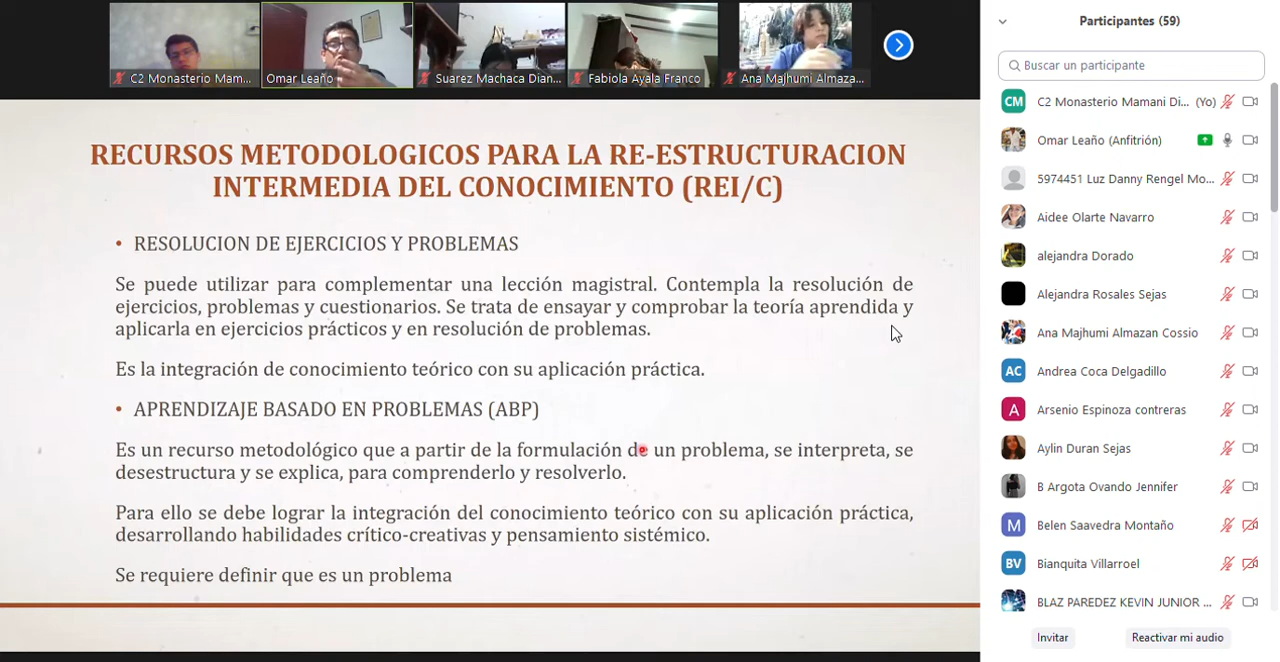 C2 Monasterio Mam...
Omar Leaño
Suarez Machaca Dian...
Fabiola Ayala Franco
Ana Majhumi Almaza...
RECURSOS METODOLOGICOS PARA LA RE-ESTRUCTURACION
INTERMEDIA DEL CONOCIMIENTO (REI/C)
• RESOLUCION DE EJERCICIOS Y PROBLEMAS
Se puede utilizar para complementar una lección magistral. Contempla la resolución de
ejercicios, problemas y cuestionarios. Se trata de ensayar y comprobar la teoría aprendida y
aplicarla en ejercicios prácticos y en resolución de problemas.
Es la integración de conocimiento teórico con su aplicación práctica.
• APRENDIZAJE BASADO EN PROBLEMAS (ABP)
Es un recurso metodológico que a partir de la formulación de un problema, se interpreta, se
desestructura y se explica, para comprenderlo y resolverlo.
Para ello se debe lograr la integración del conocimiento teórico con su aplicación práctica,
desarrollando habilidades crítico-creativas y pensamiento sistémico.
Se requiere definir que es un problema
Participantes (59)
Buscar un participante
CM C2 Monasterio Mamani Di... (Yo)
Omar Leaño (Anfitrión)
5974451 Luz Danny Rengel Mo...
Aidee Olarte Navarro
alejandra Dorado
Alejandra Rosales Sejas
Ana Majhumi Almazan Cossio
AC Andrea Coca Delgadillo
A Arsenio Espinoza contreras
Aylin Duran Sejas
B Argota Ovando Jennifer
M Belen Saavedra Montaño
BV Bianquita Villarroel
BLAZ PAREDEZ KEVIN JUNIOR ...
Invitar
Reactivar mi audio